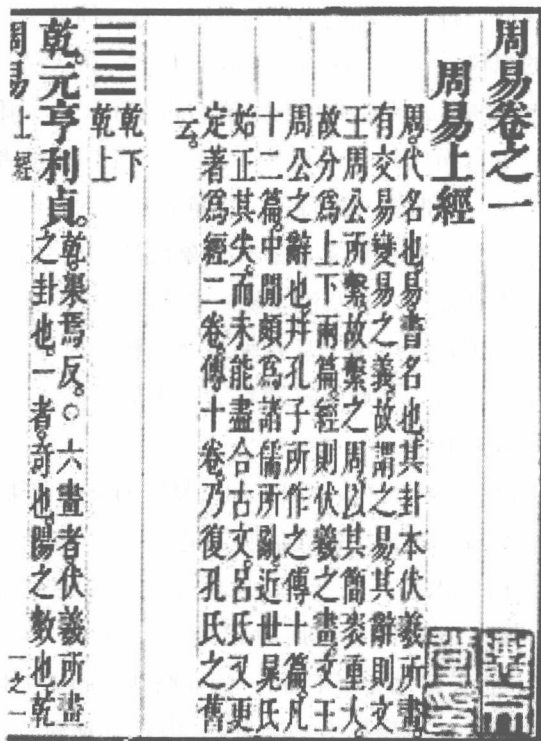 周易卷之一
周易上經
周。代名也。易。書名也。其卦本伏羲所畫。
有交易變易之義。故謂之易。其辭則文
王周公所繫。故繫之周。以其簡袠重大。
故分爲上下兩篇。經則伏羲之畫。文王
周公之辭也。并孔子所作之傳十篇。凡
十二篇。中閒頗爲諸儒所亂。近世晁氏
始正其失。而未能盡合古文。呂氏又更
定著爲經二卷。傳十卷。乃復孔氏之舊
云。
乾下
乾上
乾。元亨利貞。乾。渠焉反。○六畫者。伏羲所畫
之卦也。一者。奇也。陽之數也。乾
周易上經
一之一